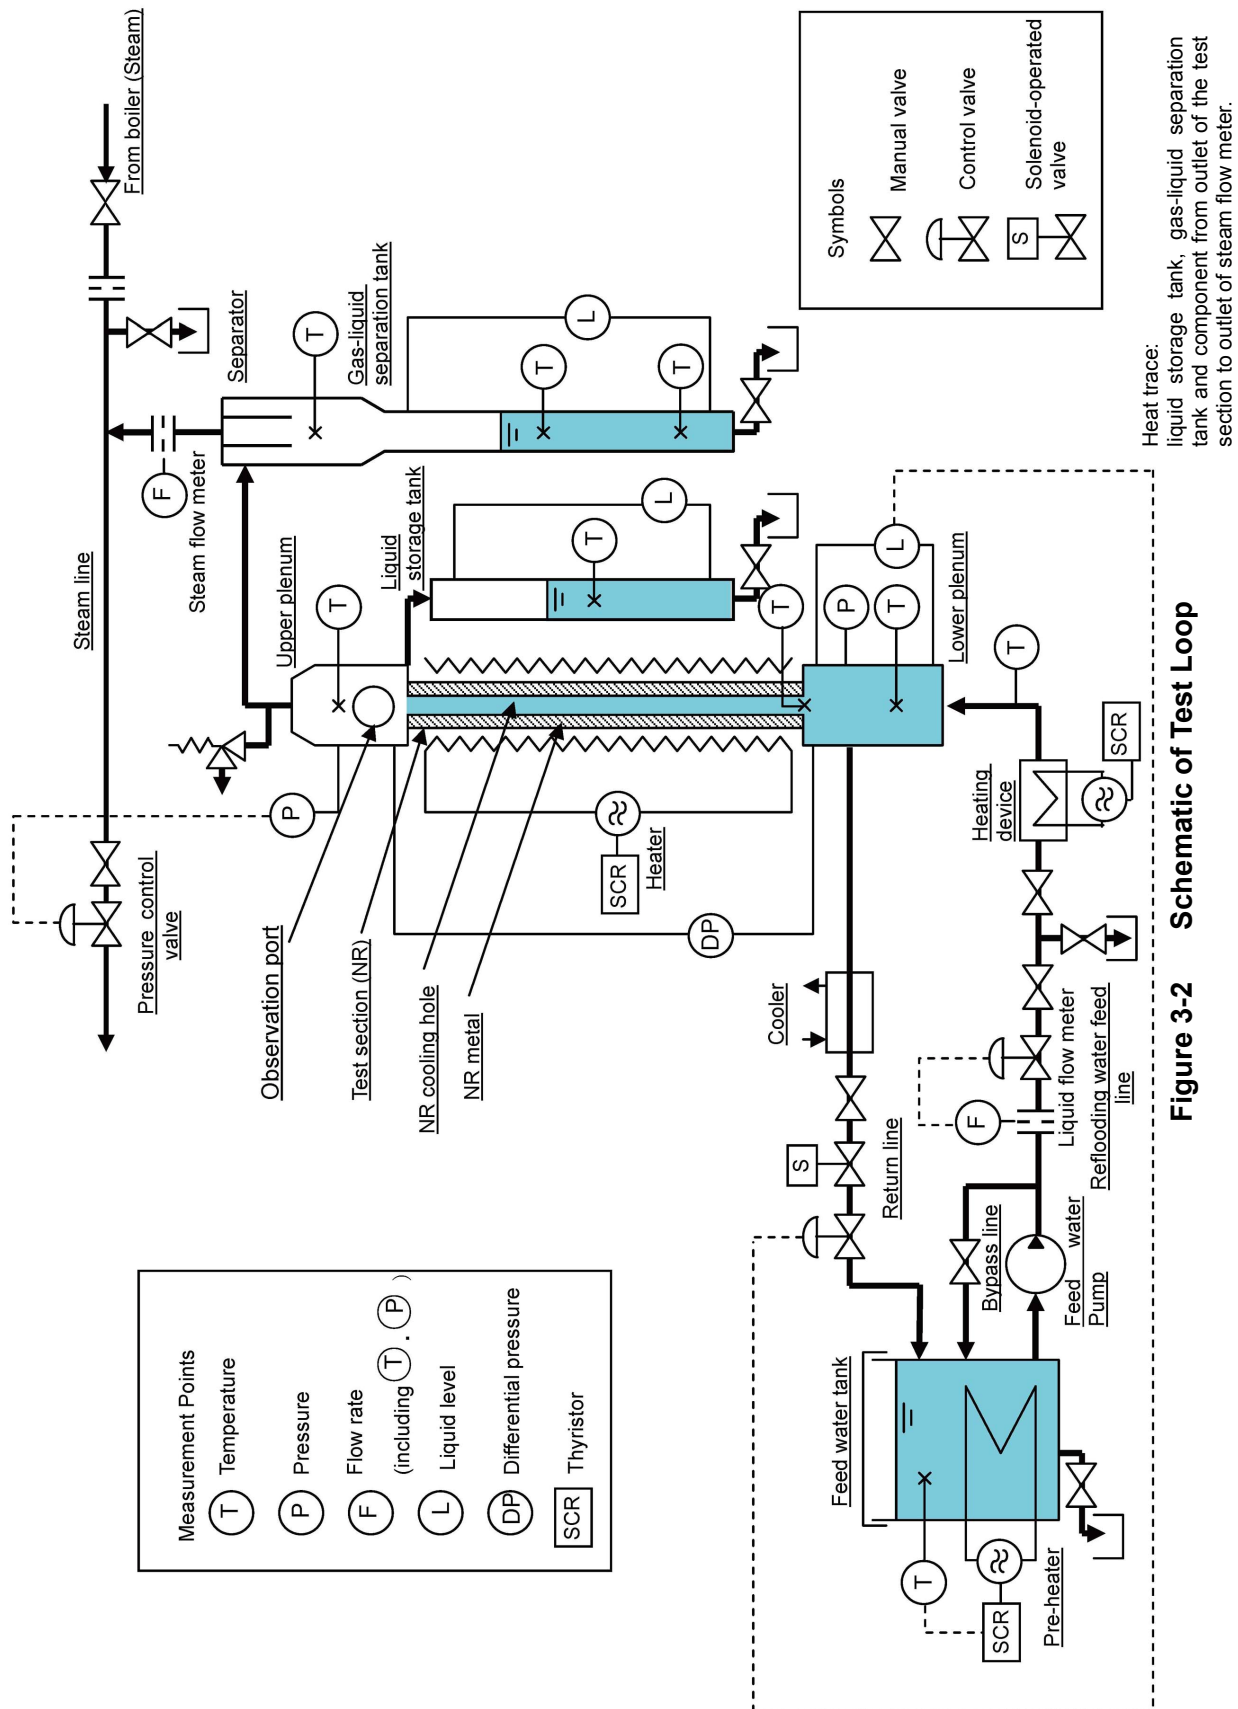 Measurement Points
T Temperature
P Pressure
F Flow rate
(including T . P)
L Liquid level
DP Differential pressure
SCR Thyristor
Pressure control
valve
Steam line
From boiler (Steam)
P
F
Steam flow meter
Separator
T
Gas-liquid
separation tank
L
T
T
Upper plenum
T
Liquid
storage tank
L
T
Observation port
Test section (NR)
NR cooling hole
NR metal
SCR
Heater
DP
T
P
T
L
Lower plenum
Cooler
S
Return line
Feed water tank
T
SCR
Pre-heater
Bypass line
Feed water
Pump
F
Liquid flow meter
Reflooding water feed
line
Heating
device
SCR
T
Symbols
Manual valve
Control valve
S
Solenoid-operated
valve
Heat trace:
liquid storage tank, gas-liquid separation
tank and component from outlet of the test
section to outlet of steam flow meter.
Figure 3-2 Schematic of Test Loop